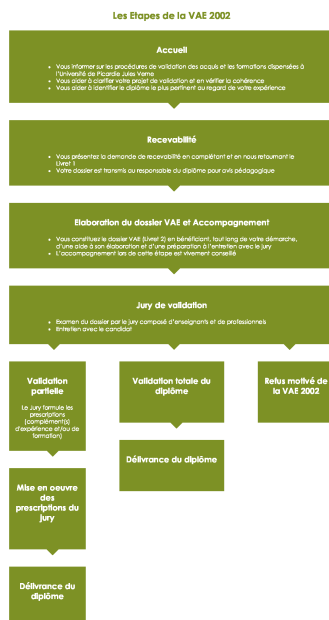 Les Etapes de la VAE 2002
Accueil
• Vous informer sur les procédures de validation des acquis et les formations dispensées à
l'Université de Picardie Jules Verne
• Vous aider à clarifier votre projet de validation et en vérifier la cohérence
• Vous aider à identifier le diplôme le plus pertinent au regard de votre expérience
Recevabilité
• Vous présentez la demande de recevabilité en complétant et en nous retournant le
Livret 1
• Votre dossier est transmis au responsable du diplôme pour avis pédagogique
Elaboration du dossier VAE et Accompagnement
• Vous constituez le dossier VAE (Livret 2) en bénéficiant, tout long de votre démarche,
d'une aide à son élaboration et d'une préparation à l'entretien avec le jury
• L'accompagnement lors de cette étape est vivement conseillé
Jury de validation
• Examen du dossier par le jury composé d'enseignants et de professionnels
• Entretien avec le candidat
Validation
partielle
Le Jury formule les
prescriptions
(complément(s)
d'expérience et/ou de
formation)
Mise en oeuvre
des
prescriptions du
jury
Délivrance du
diplôme
Validation totale du
diplôme
Délivrance du diplôme
Refus motivé de
la VAE 2002